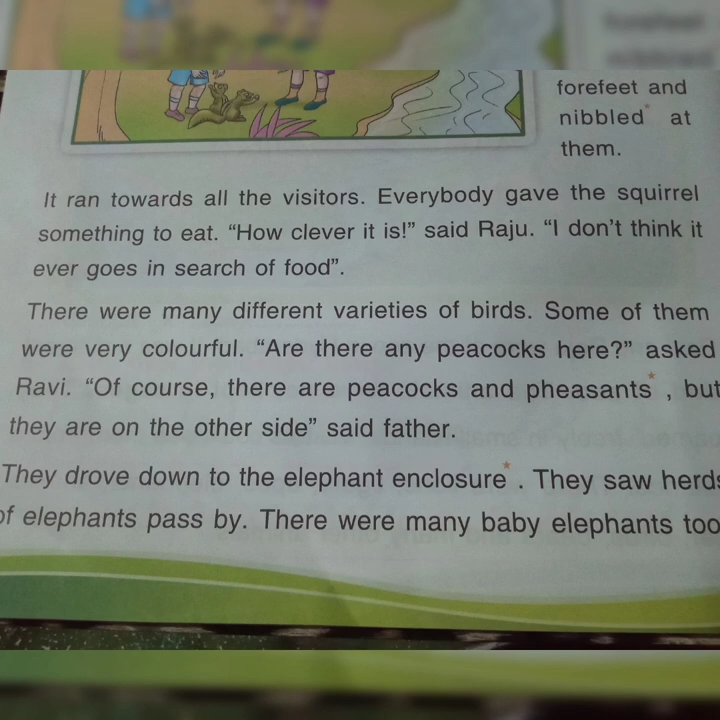 forefeet and
nibbled* at
them.
It ran towards all the visitors. Everybody gave the squirrel
something to eat. “How clever it is!” said Raju. “I don’t think it
ever goes in search of food”.
There were many different varieties of birds. Some of them
were very colourful. “Are there any peacocks here?” asked
Ravi. “Of course, there are peacocks and pheasants* , but
they are on the other side” said father.
They drove down to the elephant enclosure* . They saw herds
of elephants pass by. There were many baby elephants too